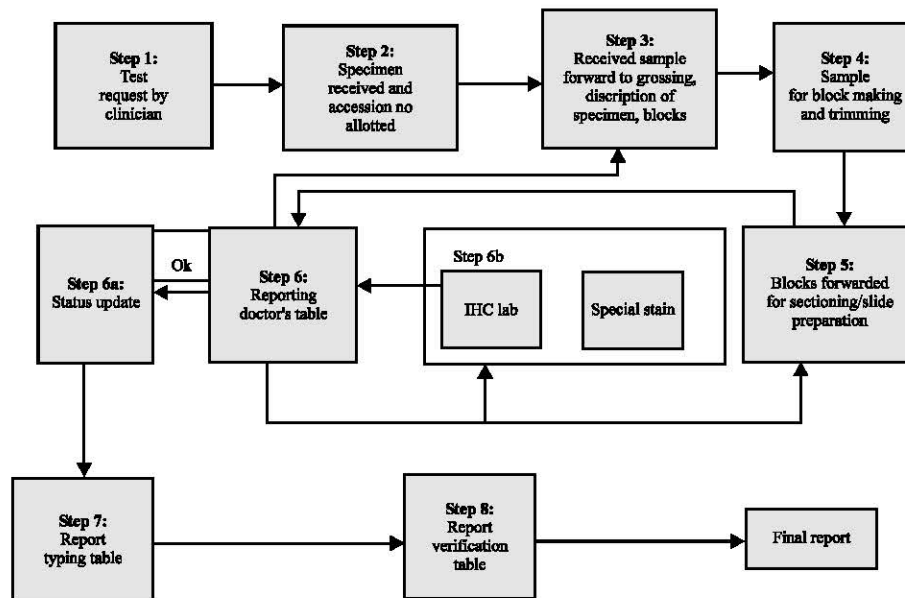 Step 1:
Test
request by
clinician
Step 2:
Specimen
received and
accession no
allotted
Step 3:
Received sample
forward to grossing,
discription of
specimen, blocks
Step 4:
Sample
for block making
and trimming
Step 6a:
Status update
Ok
Step 6:
Reporting
doctor's table
Step 6b
IHC lab
Special stain
Step 5:
Blocks forwarded
for sectioning/slide
preparation
Step 7:
Report
typing table
Step 8:
Report
verification
table
Final report